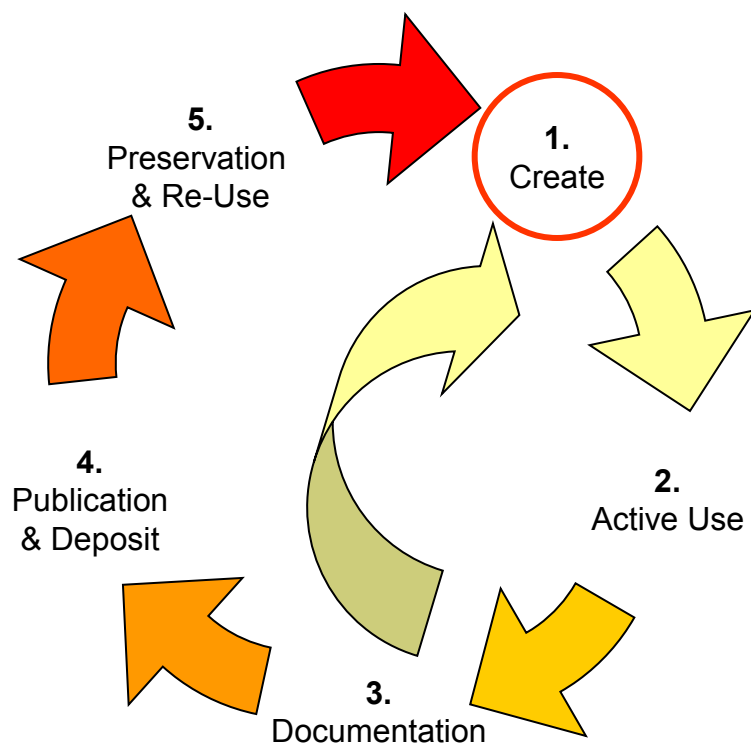 1.
Create
2.
Active Use
3.
Documentation
4.
Publication
& Deposit
5.
Preservation
& Re-Use